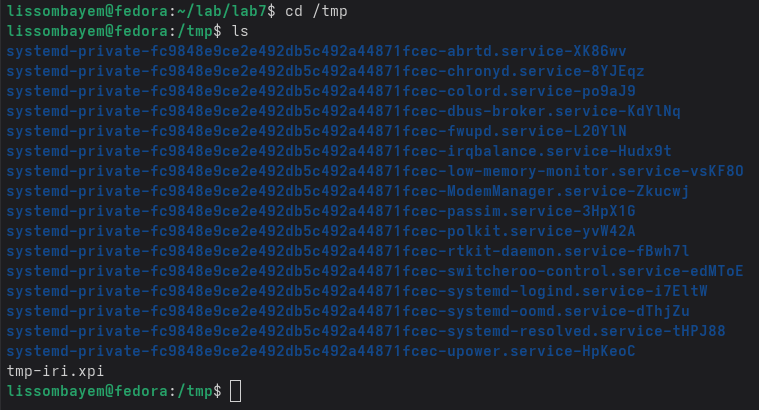 lissombayem@fedora:~/lab/lab7$ cd /tmp
lissombayem@fedora:/tmp$ ls
systemd-private-fc9848e9ce2e492db5c492a44871fcec-abrtd.service-XK86wv
systemd-private-fc9848e9ce2e492db5c492a44871fcec-chronyd.service-8YJEqz
systemd-private-fc9848e9ce2e492db5c492a44871fcec-colord.service-po9aJ9
systemd-private-fc9848e9ce2e492db5c492a44871fcec-dbus-broker.service-KdYlNq
systemd-private-fc9848e9ce2e492db5c492a44871fcec-fwupd.service-L20YlN
systemd-private-fc9848e9ce2e492db5c492a44871fcec-irqbalance.service-Hudx9t
systemd-private-fc9848e9ce2e492db5c492a44871fcec-low-memory-monitor.service-vsKF8O
systemd-private-fc9848e9ce2e492db5c492a44871fcec-ModemManager.service-Zkucwj
systemd-private-fc9848e9ce2e492db5c492a44871fcec-passim.service-3HpX1G
systemd-private-fc9848e9ce2e492db5c492a44871fcec-polkit.service-yvW42A
systemd-private-fc9848e9ce2e492db5c492a44871fcec-rtkit-daemon.service-fBwh7l
systemd-private-fc9848e9ce2e492db5c492a44871fcec-switcheroo-control.service-edMToE
systemd-private-fc9848e9ce2e492db5c492a44871fcec-systemd-logind.service-i7EltW
systemd-private-fc9848e9ce2e492db5c492a44871fcec-systemd-oomd.service-dThjZu
systemd-private-fc9848e9ce2e492db5c492a44871fcec-systemd-resolved.service-tHPJ88
systemd-private-fc9848e9ce2e492db5c492a44871fcec-upower.service-HpKeoC
tmp-iri.xpi
lissombayem@fedora:/tmp$